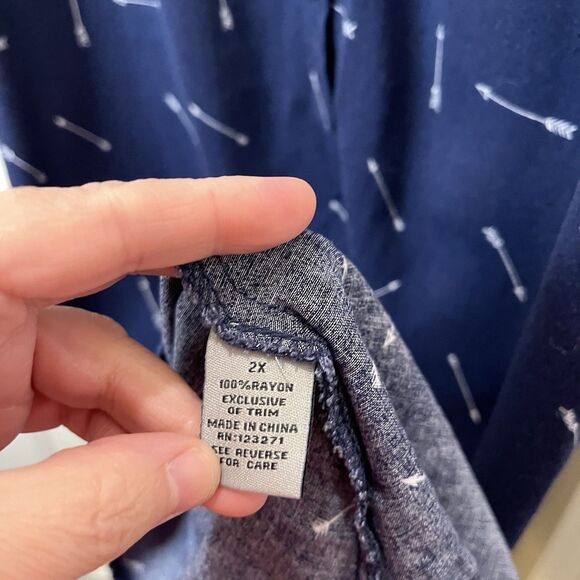 2X
100%RAYON
EXCLUSIVE
OF TRIM
MADE IN CHINA
RN:123271
SEE REVERSE
FOR CARE